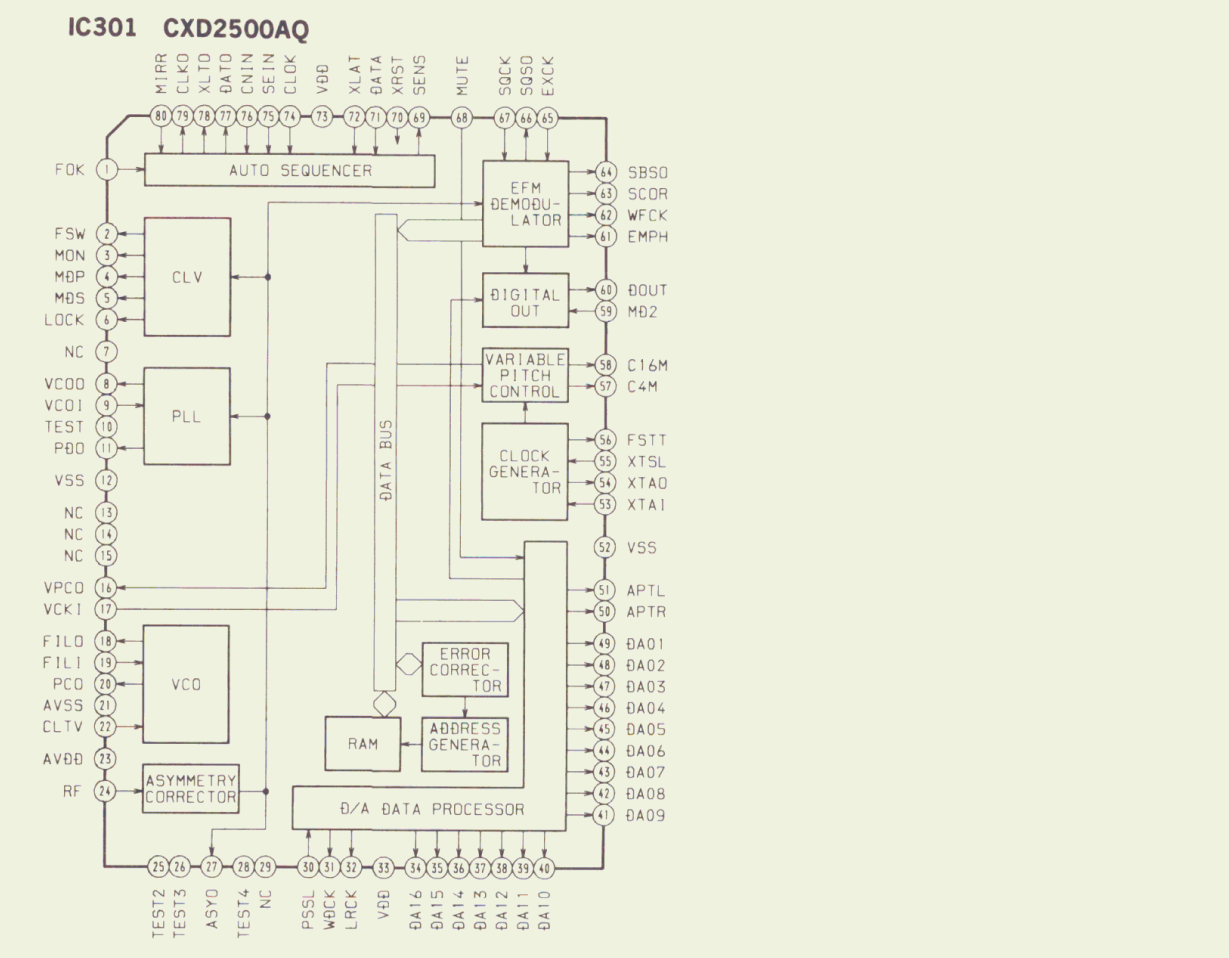 IC301 CXD2500AQ
MIRR CLKO XLTO DATO CNIN SEIN CLOK VDD XLAT DATA XRST SENS MUTE SQCK SQSO EXCK
80 79 78 77 76 75 74 73 72 71 70 69 68 67 66 65
FOK 1
AUTO SEQUENCER
EFM
DEMODU-
LATOR
64 SBSO
63 SCOR
62 WFCK
61 EMPH
FSW 2
MON 3
MDP 4
MDS 5
LOCK 6
CLV
DIGITAL
OUT
60 DOUT
59 MD2
NC 7
VCOO 8
VCOI 9
TEST 10
PDO 11
PLL
VARIABLE
PITCH
CONTROL
58 C16M
57 C4M
DATA BUS
CLOCK
GENERA-
TOR
56 FSTT
55 XTSL
54 XTAO
53 XTAI
VSS 12
NC 13
NC 14
NC 15
52 VSS
VPCO 16
VCKI 17
51 APTL
50 APTR
FILO 18
FILI 19
PCO 20
AVSS 21
CLTV 22
VCO
ERROR
CORREC-
TOR
RAM
ADDRESS
GENERA-
TOR
49 DA01
48 DA02
47 DA03
46 DA04
45 DA05
44 DA06
43 DA07
42 DA08
41 DA09
AVDD 23
RF 24
ASYMMETRY
CORRECTOR
D/A DATA PROCESSOR
25 26 27 28 29 30 31 32 33 34 35 36 37 38 39 40
TEST2 TEST3 ASYO TEST4 NC PSSL WDCK LRCK VDD DA16 DA15 DA14 DA13 DA12 DA11 DA10